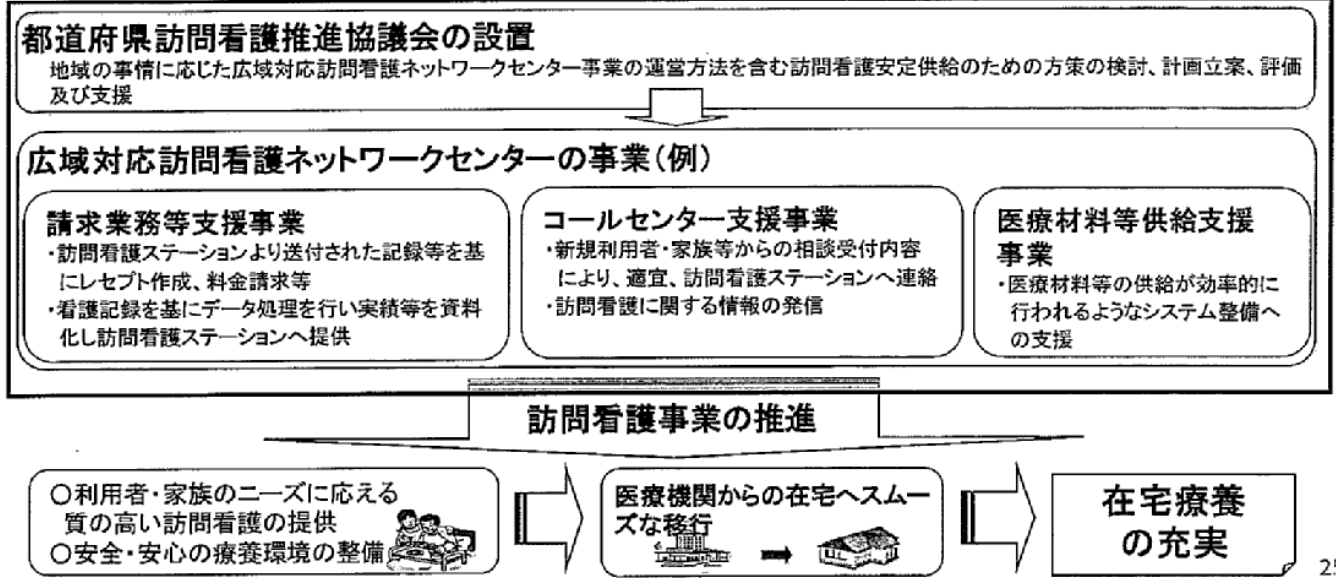 都道府県訪問看護推進協議会の設置
地域の事情に応じた広域対応訪問看護ネットワークセンター事業の運営方法を含む訪問看護安定供給のための方策の検討、計画立案、評価
及び支援
広域対応訪問看護ネットワークセンターの事業(例)
請求業務等支援事業
・訪問看護ステーションより送付された記録等を基
にレセプト作成、料金請求等
・看護記録を基にデータ処理を行い実績等を資料
化し訪問看護ステーションへ提供
コールセンター支援事業
・新規利用者・家族等からの相談受付内容
により、適宜、訪問看護ステーションへ連絡
・訪問看護に関する情報の発信
医療材料等供給支援
事業
・医療材料等の供給が効率的に
行われるようなシステム整備へ
の支援
訪問看護事業の推進
○利用者・家族のニーズに応える
質の高い訪問看護の提供
○安全・安心の療養環境の整備
医療機関からの在宅へスムー
ズな移行
在宅療養
の充実